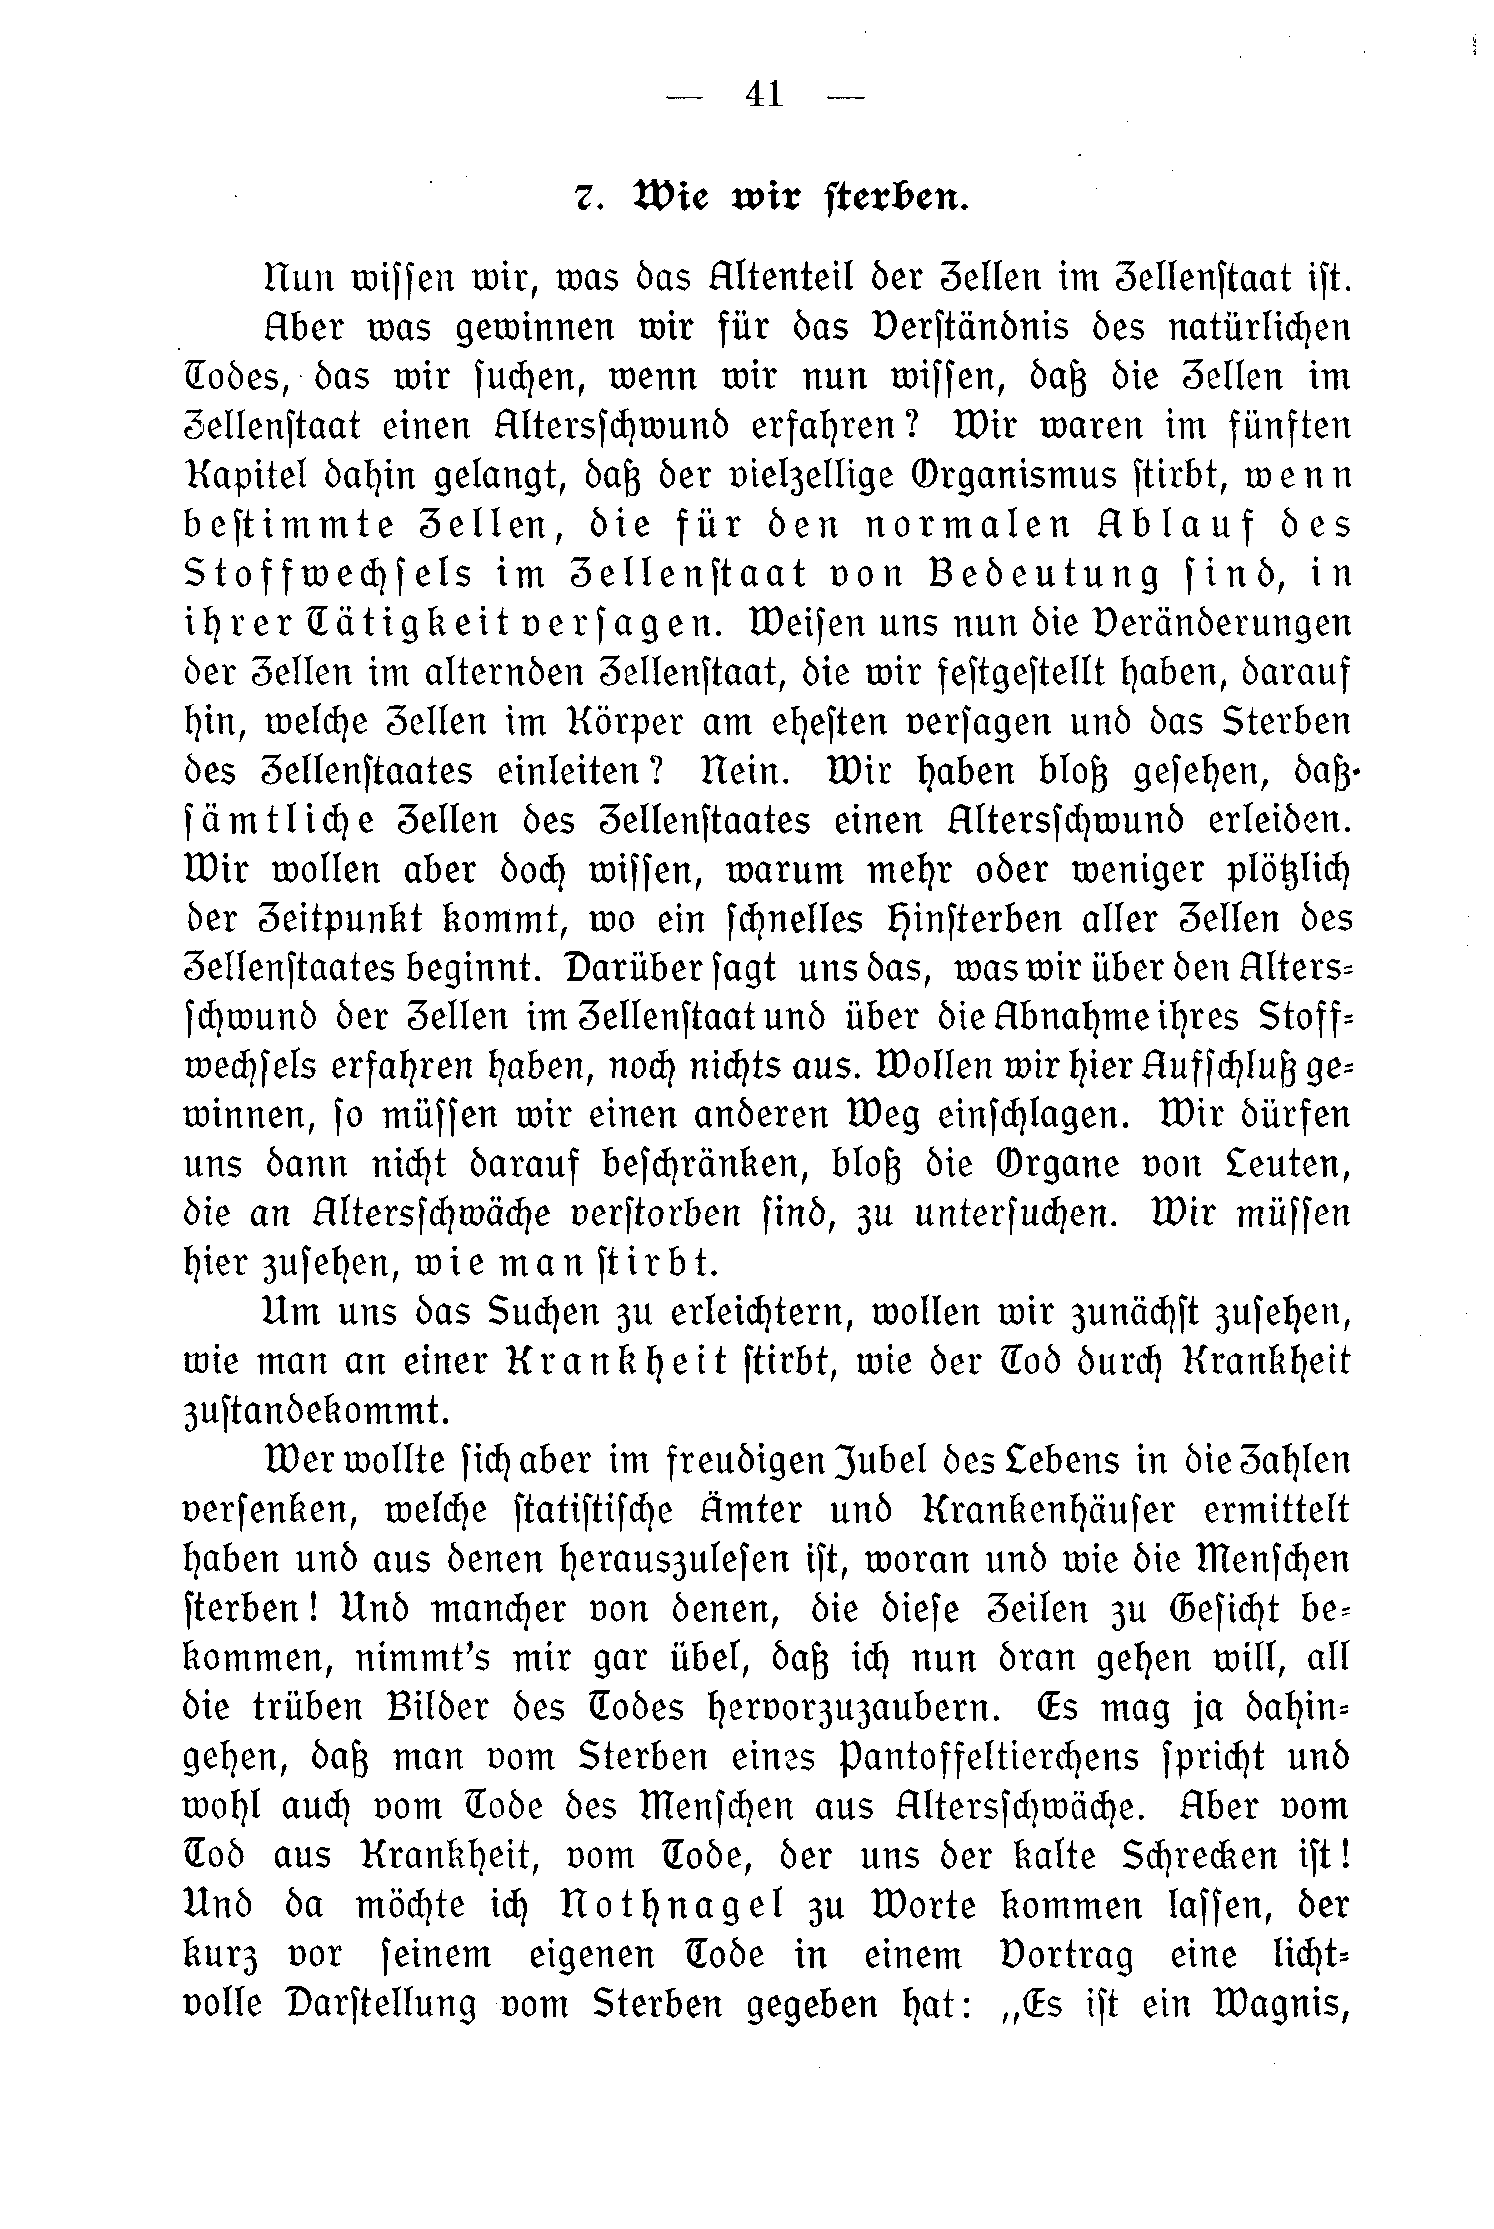 — 41 —
7. Wie wir ſterben.
Nun wiſſen wir, was das Altenteil der Zellen im Zellenſtaat iſt.
Aber was gewinnen wir für das Verſtändnis des natürlichen
Todes, das wir ſuchen, wenn wir nun wiſſen, daß die Zellen im
Zellenſtaat einen Altersſchwund erfahren? Wir waren im fünften
Kapitel dahin gelangt, daß der vielzellige Organismus ſtirbt, wenn
beſtimmte Zellen, die für den normalen Ablauf des
Stoffwechſels im Zellenſtaat von Bedeutung ſind, in
ihrer Tätigkeit verſagen. Weiſen uns nun die Veränderungen
der Zellen im alternden Zellenſtaat, die wir feſtgeſtellt haben, darauf
hin, welche Zellen im Körper am eheſten verſagen und das Sterben
des Zellenſtaates einleiten? Nein. Wir haben bloß geſehen, daß
ſämtliche Zellen des Zellenſtaates einen Altersſchwund erleiden.
Wir wollen aber doch wiſſen, warum mehr oder weniger plötzlich
der Zeitpunkt kommt, wo ein ſchnelles Hinſterben aller Zellen des
Zellenſtaates beginnt. Darüber ſagt uns das, was wir über den Alters-
ſchwund der Zellen im Zellenſtaat und über die Abnahme ihres Stoff-
wechſels erfahren haben, noch nichts aus. Wollen wir hier Aufſchluß ge-
winnen, ſo müſſen wir einen anderen Weg einſchlagen. Wir dürfen
uns dann nicht darauf beſchränken, bloß die Organe von Leuten,
die an Altersſchwäche verſtorben ſind, zu unterſuchen. Wir müſſen
hier zuſehen, wie man ſtirbt.
Um uns das Suchen zu erleichtern, wollen wir zunächſt zuſehen,
wie man an einer Krankheit ſtirbt, wie der Tod durch Krankheit
zuſtandekommt.
Wer wollte ſich aber im freudigen Jubel des Lebens in die Zahlen
verſenken, welche ſtatiſtiſche Ämter und Krankenhäuſer ermittelt
haben und aus denen herauszuleſen iſt, woran und wie die Menſchen
ſterben! Und mancher von denen, die dieſe Zeilen zu Geſicht be-
kommen, nimmt's mir gar übel, daß ich nun dran gehen will, all
die trüben Bilder des Todes hervorzuzaubern. Es mag ja dahin-
gehen, daß man vom Sterben eines Pantoffeltierchens ſpricht und
wohl auch vom Tode des Menſchen aus Altersſchwäche. Aber vom
Tod aus Krankheit, vom Tode, der uns der kalte Schrecken iſt!
Und da möchte ich Nothnagel zu Worte kommen laſſen, der
kurz vor ſeinem eigenen Tode in einem Vortrag eine licht-
volle Darſtellung vom Sterben gegeben hat: „Es iſt ein Wagnis,